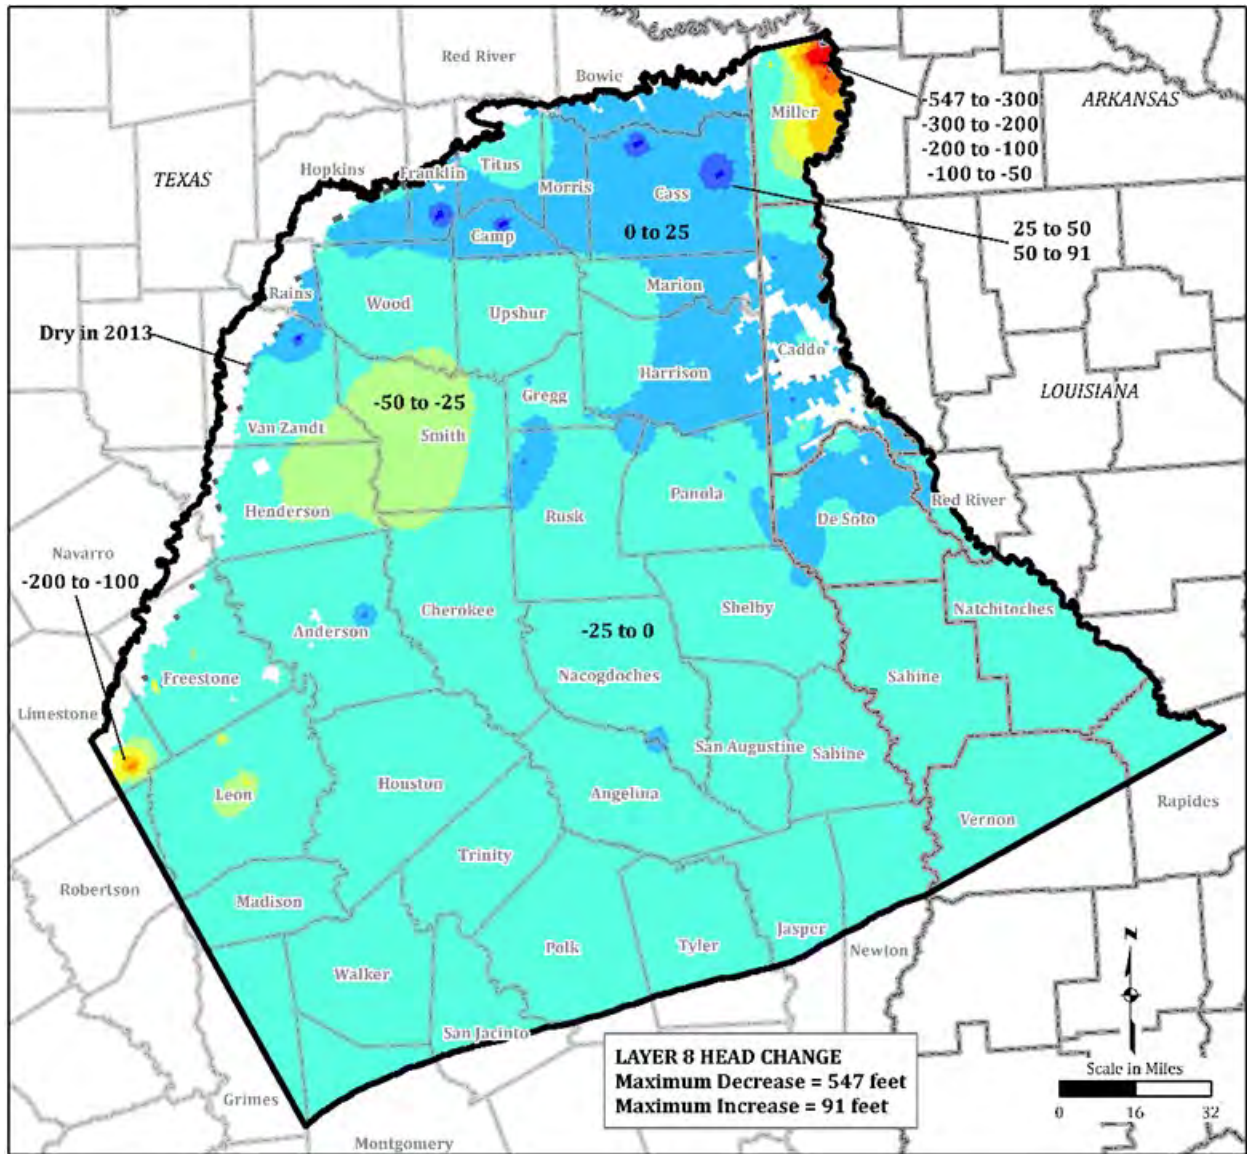 Red River
Bowie
-547 to -300
-300 to -200
-200 to -100
-100 to -50
ARKANSAS
Miller
TEXAS
Hopkins
Franklin
Titus
Morris
Cass
0 to 25
25 to 50
50 to 91
Camp
Rains
Wood
Upshur
Marion
Dry in 2013
Caddo
LOUISIANA
Harrison
Gregg
-50 to -25
Van Zandt
Smith
Henderson
Rusk
Panola
De Soto
Red River
Navarro
-200 to -100
Cherokee
Shelby
Natchitoches
Anderson
-25 to 0
Freestone
Nacogdoches
Sabine
Limestone
San Augustine
Sabine
Leon
Houston
Angelina
Rapides
Vernon
Trinity
Robertson
Madison
Polk
Tyler
Jasper
Newton
N
Walker
San Jacinto
LAYER 8 HEAD CHANGE
Maximum Decrease = 547 feet
Maximum Increase = 91 feet
Scale in Miles
0 16 32
Grimes
Montgomery